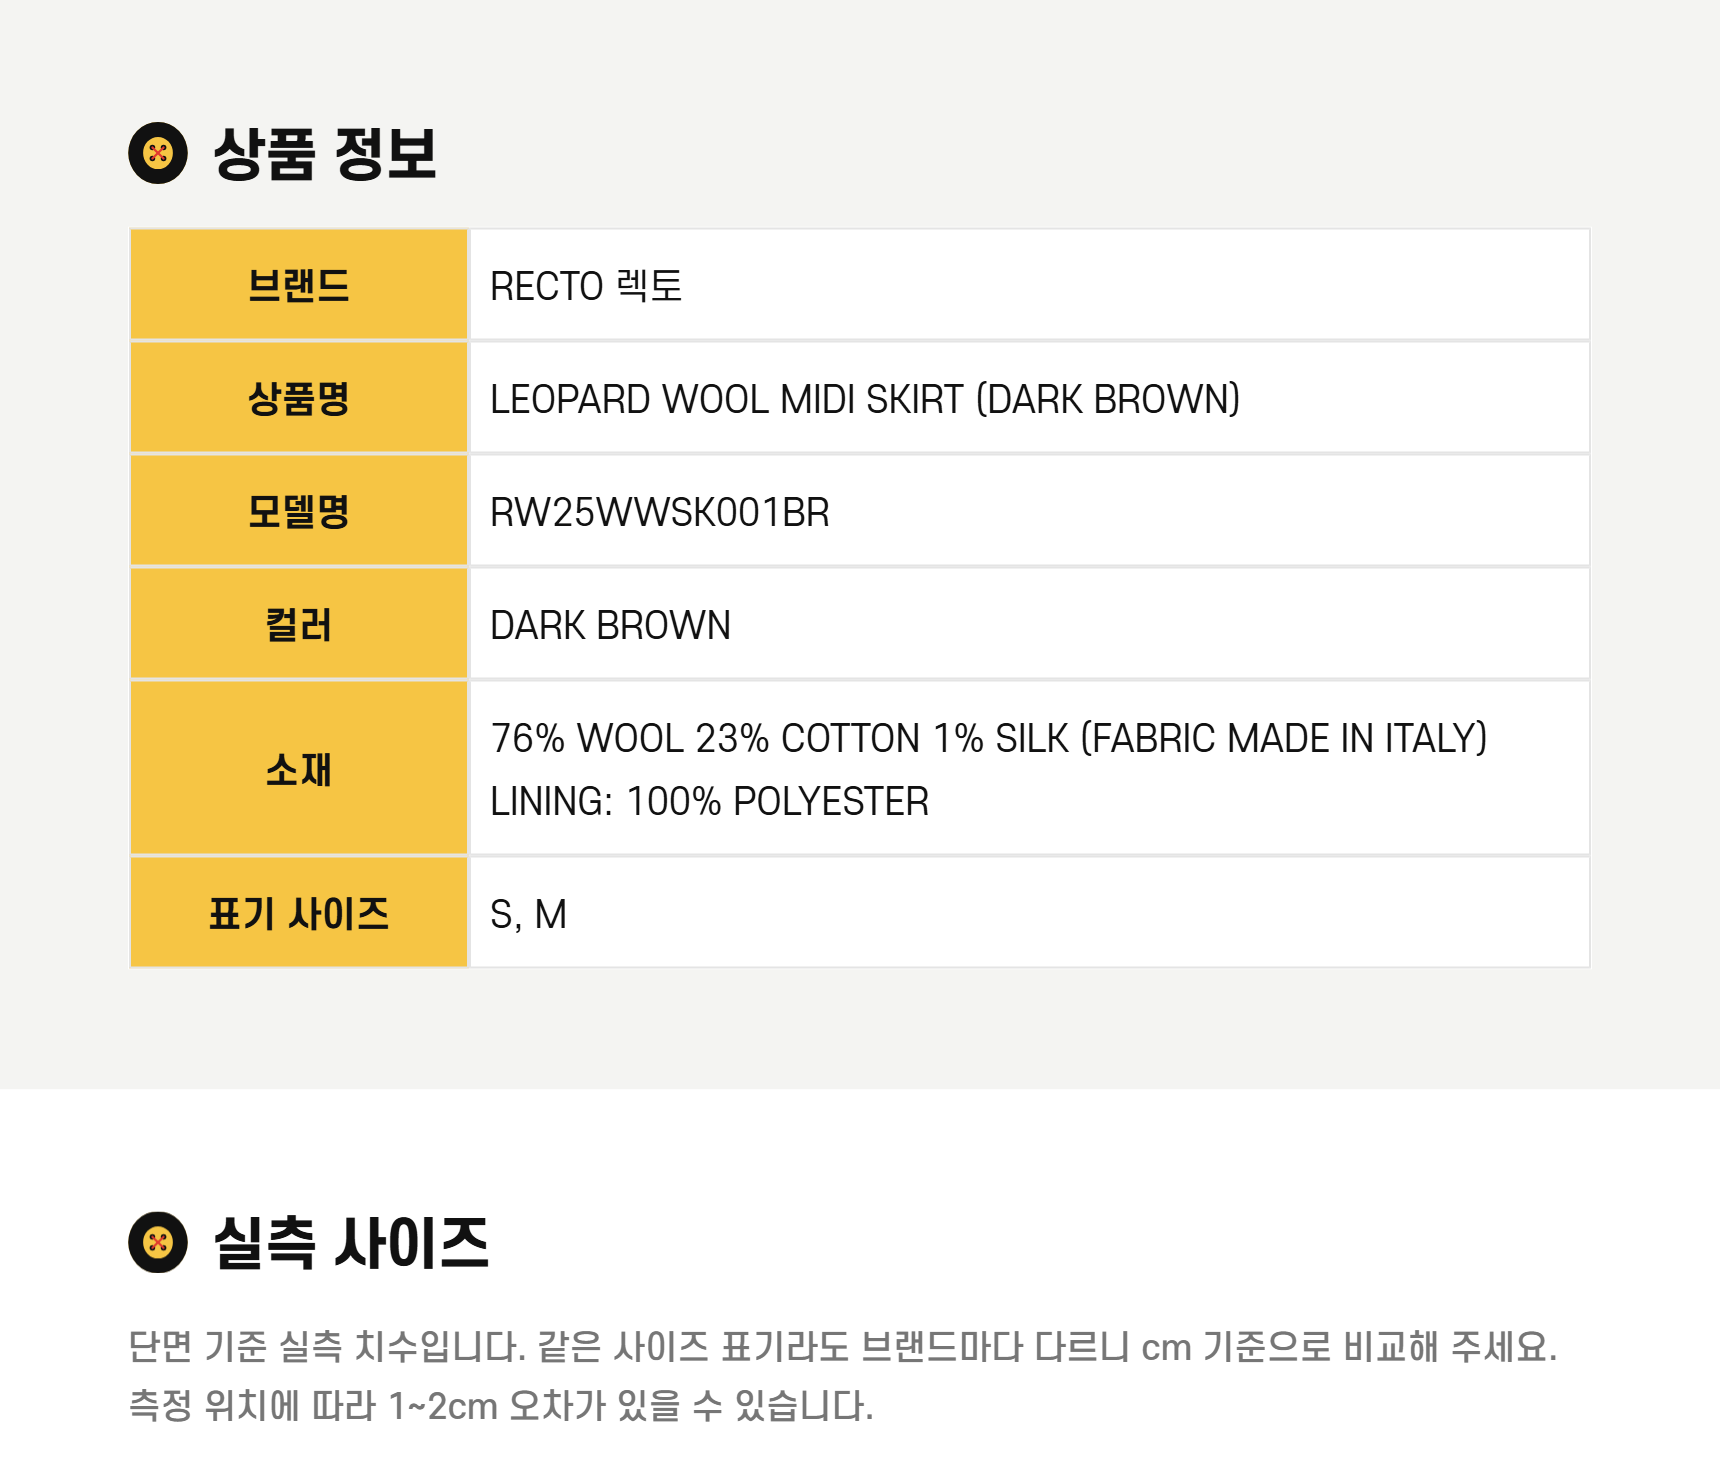 상품 정보
브랜드
RECTO 렉토
상품명
LEOPARD WOOL MIDI SKIRT (DARK BROWN)
모델명
RW25WWSK001BR
컬러
DARK BROWN
소재
76% WOOL 23% COTTON 1% SILK (FABRIC MADE IN ITALY)
LINING: 100% POLYESTER
표기 사이즈
S, M
실측 사이즈
단면 기준 실측 치수입니다. 같은 사이즈 표기라도 브랜드마다 다르니 cm 기준으로 비교해 주세요.
측정 위치에 따라 1~2cm 오차가 있을 수 있습니다.